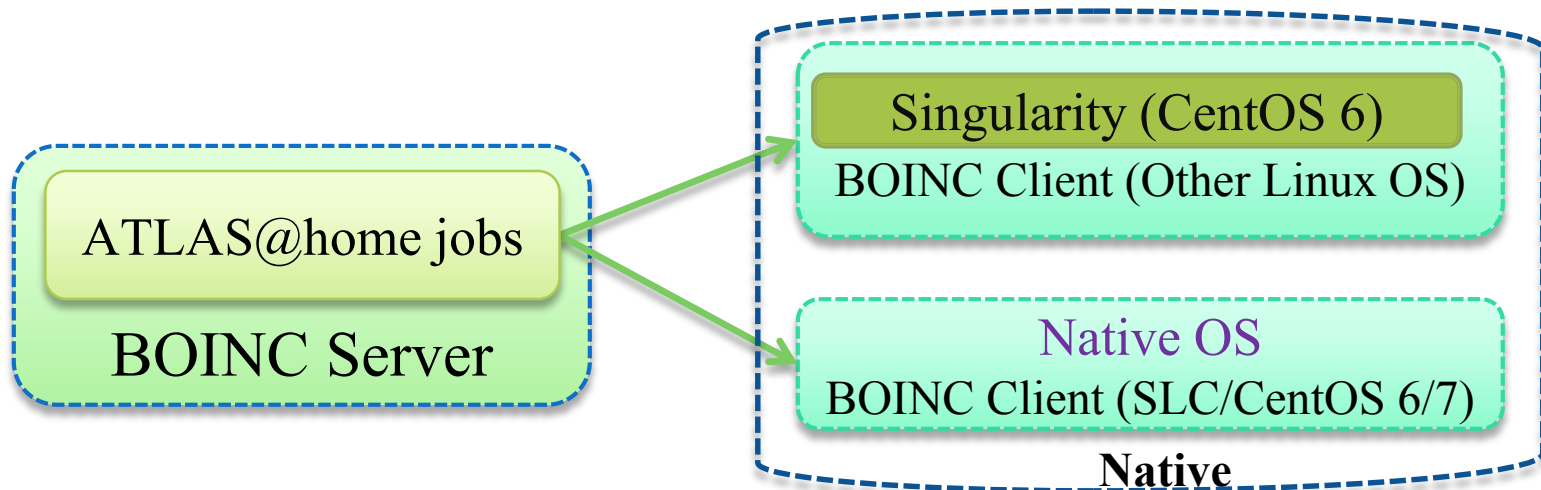 ATLAS@home jobs
BOINC Server
Singularity (CentOS 6)
BOINC Client (Other Linux OS)
Native OS
BOINC Client (SLC/CentOS 6/7)
Native